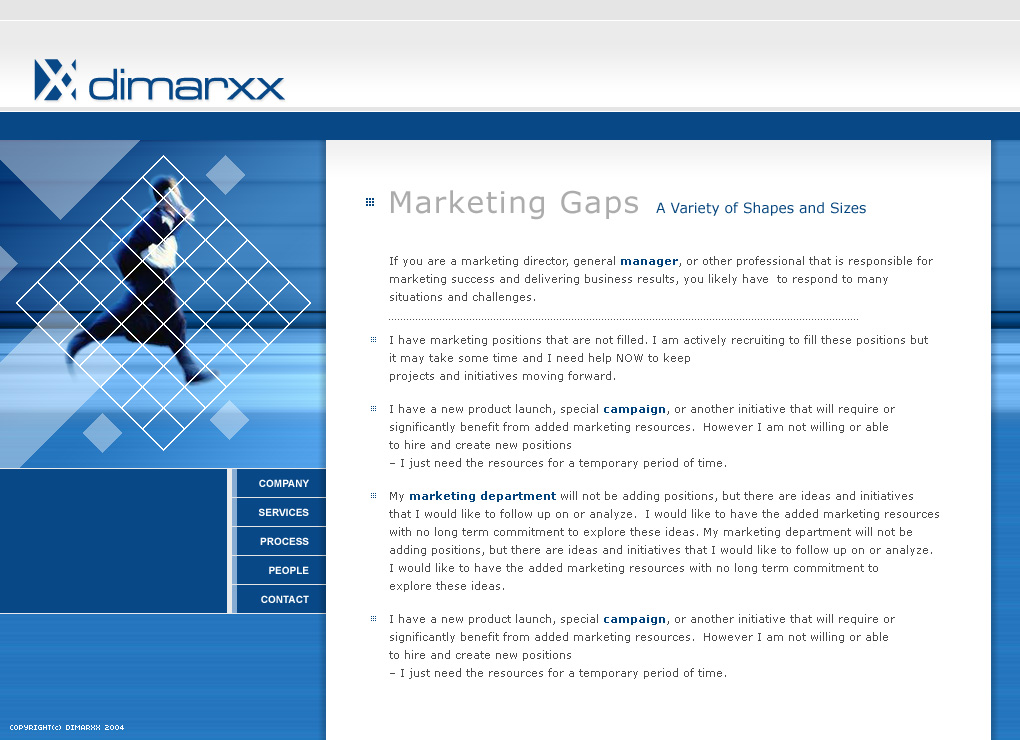 dimarxx
Marketing Gaps A Variety of Shapes and Sizes
If you are a marketing director, general manager, or other professional that is responsible for
marketing success and delivering business results, you likely have  to respond to many
situations and challenges.
I have marketing positions that are not filled. I am actively recruiting to fill these positions but
it may take some time and I need help NOW to keep
projects and initiatives moving forward.
I have a new product launch, special campaign, or another initiative that will require or
significantly benefit from added marketing resources.  However I am not willing or able
to hire and create new positions
– I just need the resources for a temporary period of time.
My marketing department will not be adding positions, but there are ideas and initiatives
that I would like to follow up on or analyze.  I would like to have the added marketing resources
with no long term commitment to explore these ideas. My marketing department will not be
adding positions, but there are ideas and initiatives that I would like to follow up on or analyze.
I would like to have the added marketing resources with no long term commitment to
explore these ideas.
I have a new product launch, special campaign, or another initiative that will require or
significantly benefit from added marketing resources.  However I am not willing or able
to hire and create new positions
– I just need the resources for a temporary period of time.
COMPANY
SERVICES
PROCESS
PEOPLE
CONTACT
COPYRIGHT(c) DIMARXX 2004